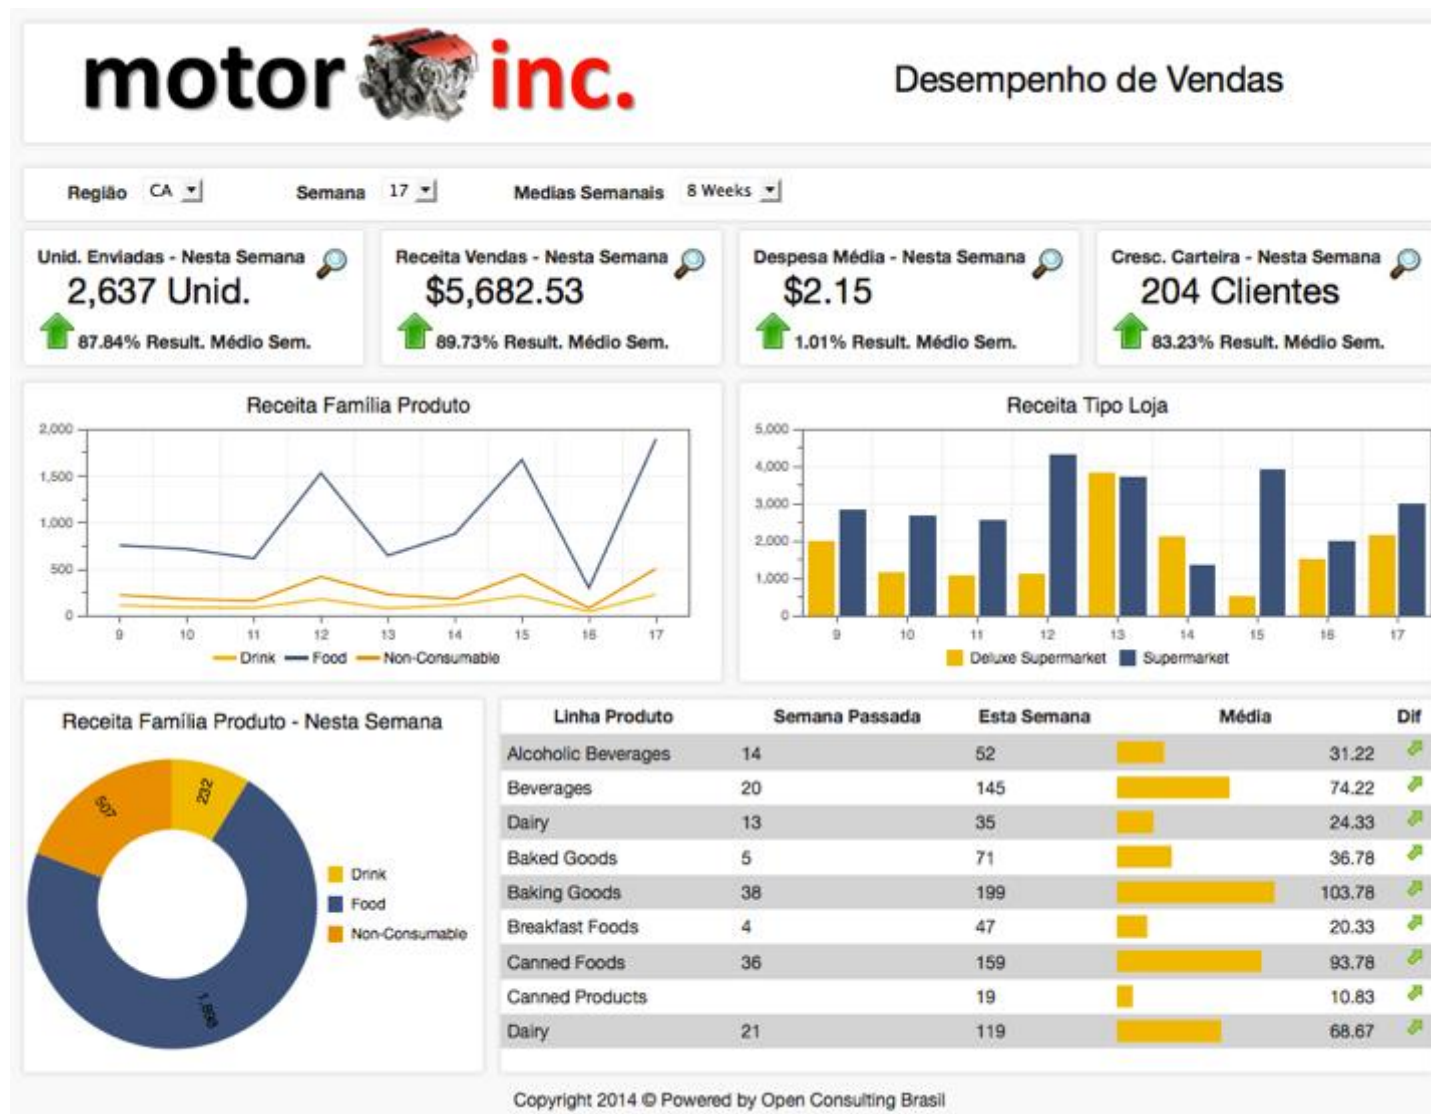 motor inc.
Desempenho de Vendas
Região CA Semana 17 Medias Semanais 8 Weeks
Unid. Enviadas - Nesta Semana
2,637 Unid.
87.84% Result. Médio Sem.
Receita Vendas - Nesta Semana
$5,682.53
89.73% Result. Médio Sem.
Despesa Média - Nesta Semana
$2.15
1.01% Result. Médio Sem.
Cresc. Carteira - Nesta Semana
204 Clientes
83.23% Result. Médio Sem.
Receita Família Produto
2,000
1,500
1,000
500
0
9 10 11 12 13 14 15 16 17
Drink Food Non-Consumable
Receita Tipo Loja
5,000
4,000
3,000
2,000
1,000
0
9 10 11 12 13 14 15 16 17
Deluxe Supermarket Supermarket
Receita Família Produto - Nesta Semana
232
507
1,898
Drink
Food
Non-Consumable
Linha Produto Semana Passada Esta Semana Média Dif
Alcoholic Beverages 14 52 31.22
Beverages 20 145 74.22
Dairy 13 35 24.33
Baked Goods 5 71 36.78
Baking Goods 38 199 103.78
Breakfast Foods 4 47 20.33
Canned Foods 36 159 93.78
Canned Products 19 10.83
Dairy 21 119 68.67
Copyright 2014 © Powered by Open Consulting Brasil